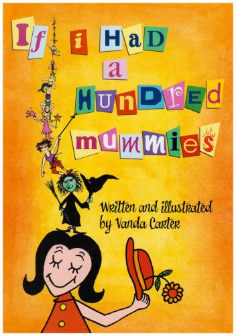 If i HaD
a
HuNDReD
mummies
Written and illustrated
by Vanda Carter